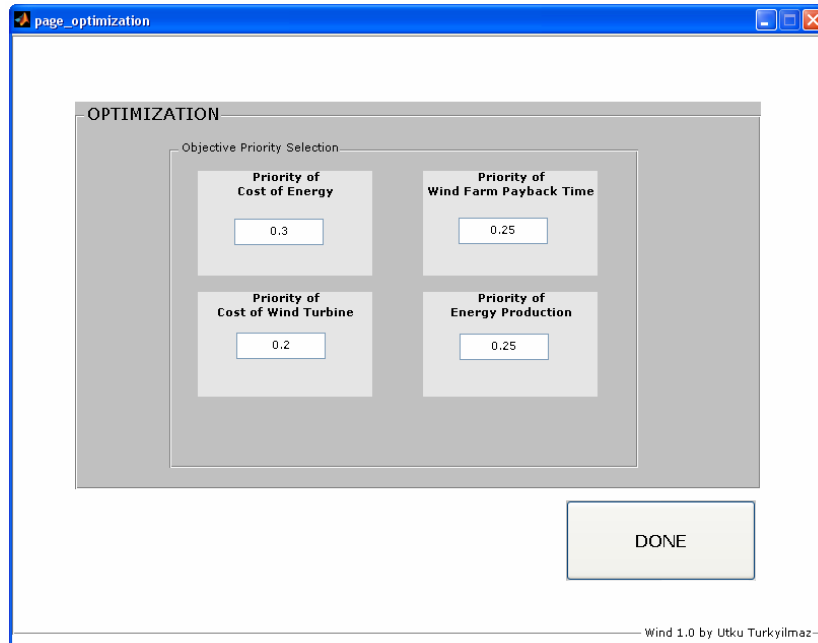 page_optimization
OPTIMIZATION
Objective Priority Selection
Priority of
Cost of Energy
0.3
Priority of
Wind Farm Payback Time
0.25
Priority of
Cost of Wind Turbine
0.2
Priority of
Energy Production
0.25
DONE
Wind 1.0 by Utku Turkyilmaz